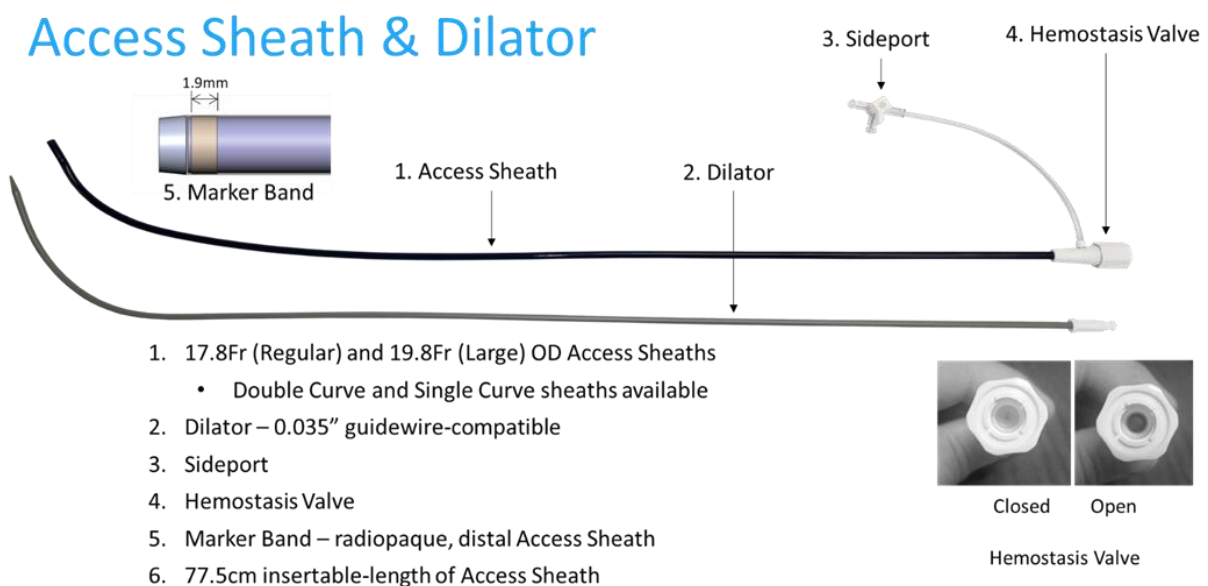 Access Sheath & Dilator
3. Sideport
4. Hemostasis Valve
1.9mm
5. Marker Band
1. Access Sheath
2. Dilator
1. 17.8Fr (Regular) and 19.8Fr (Large) OD Access Sheaths
• Double Curve and Single Curve sheaths available
2. Dilator – 0.035” guidewire-compatible
3. Sideport
4. Hemostasis Valve
5. Marker Band – radiopaque, distal Access Sheath
6. 77.5cm insertable-length of Access Sheath
Closed
Open
Hemostasis Valve